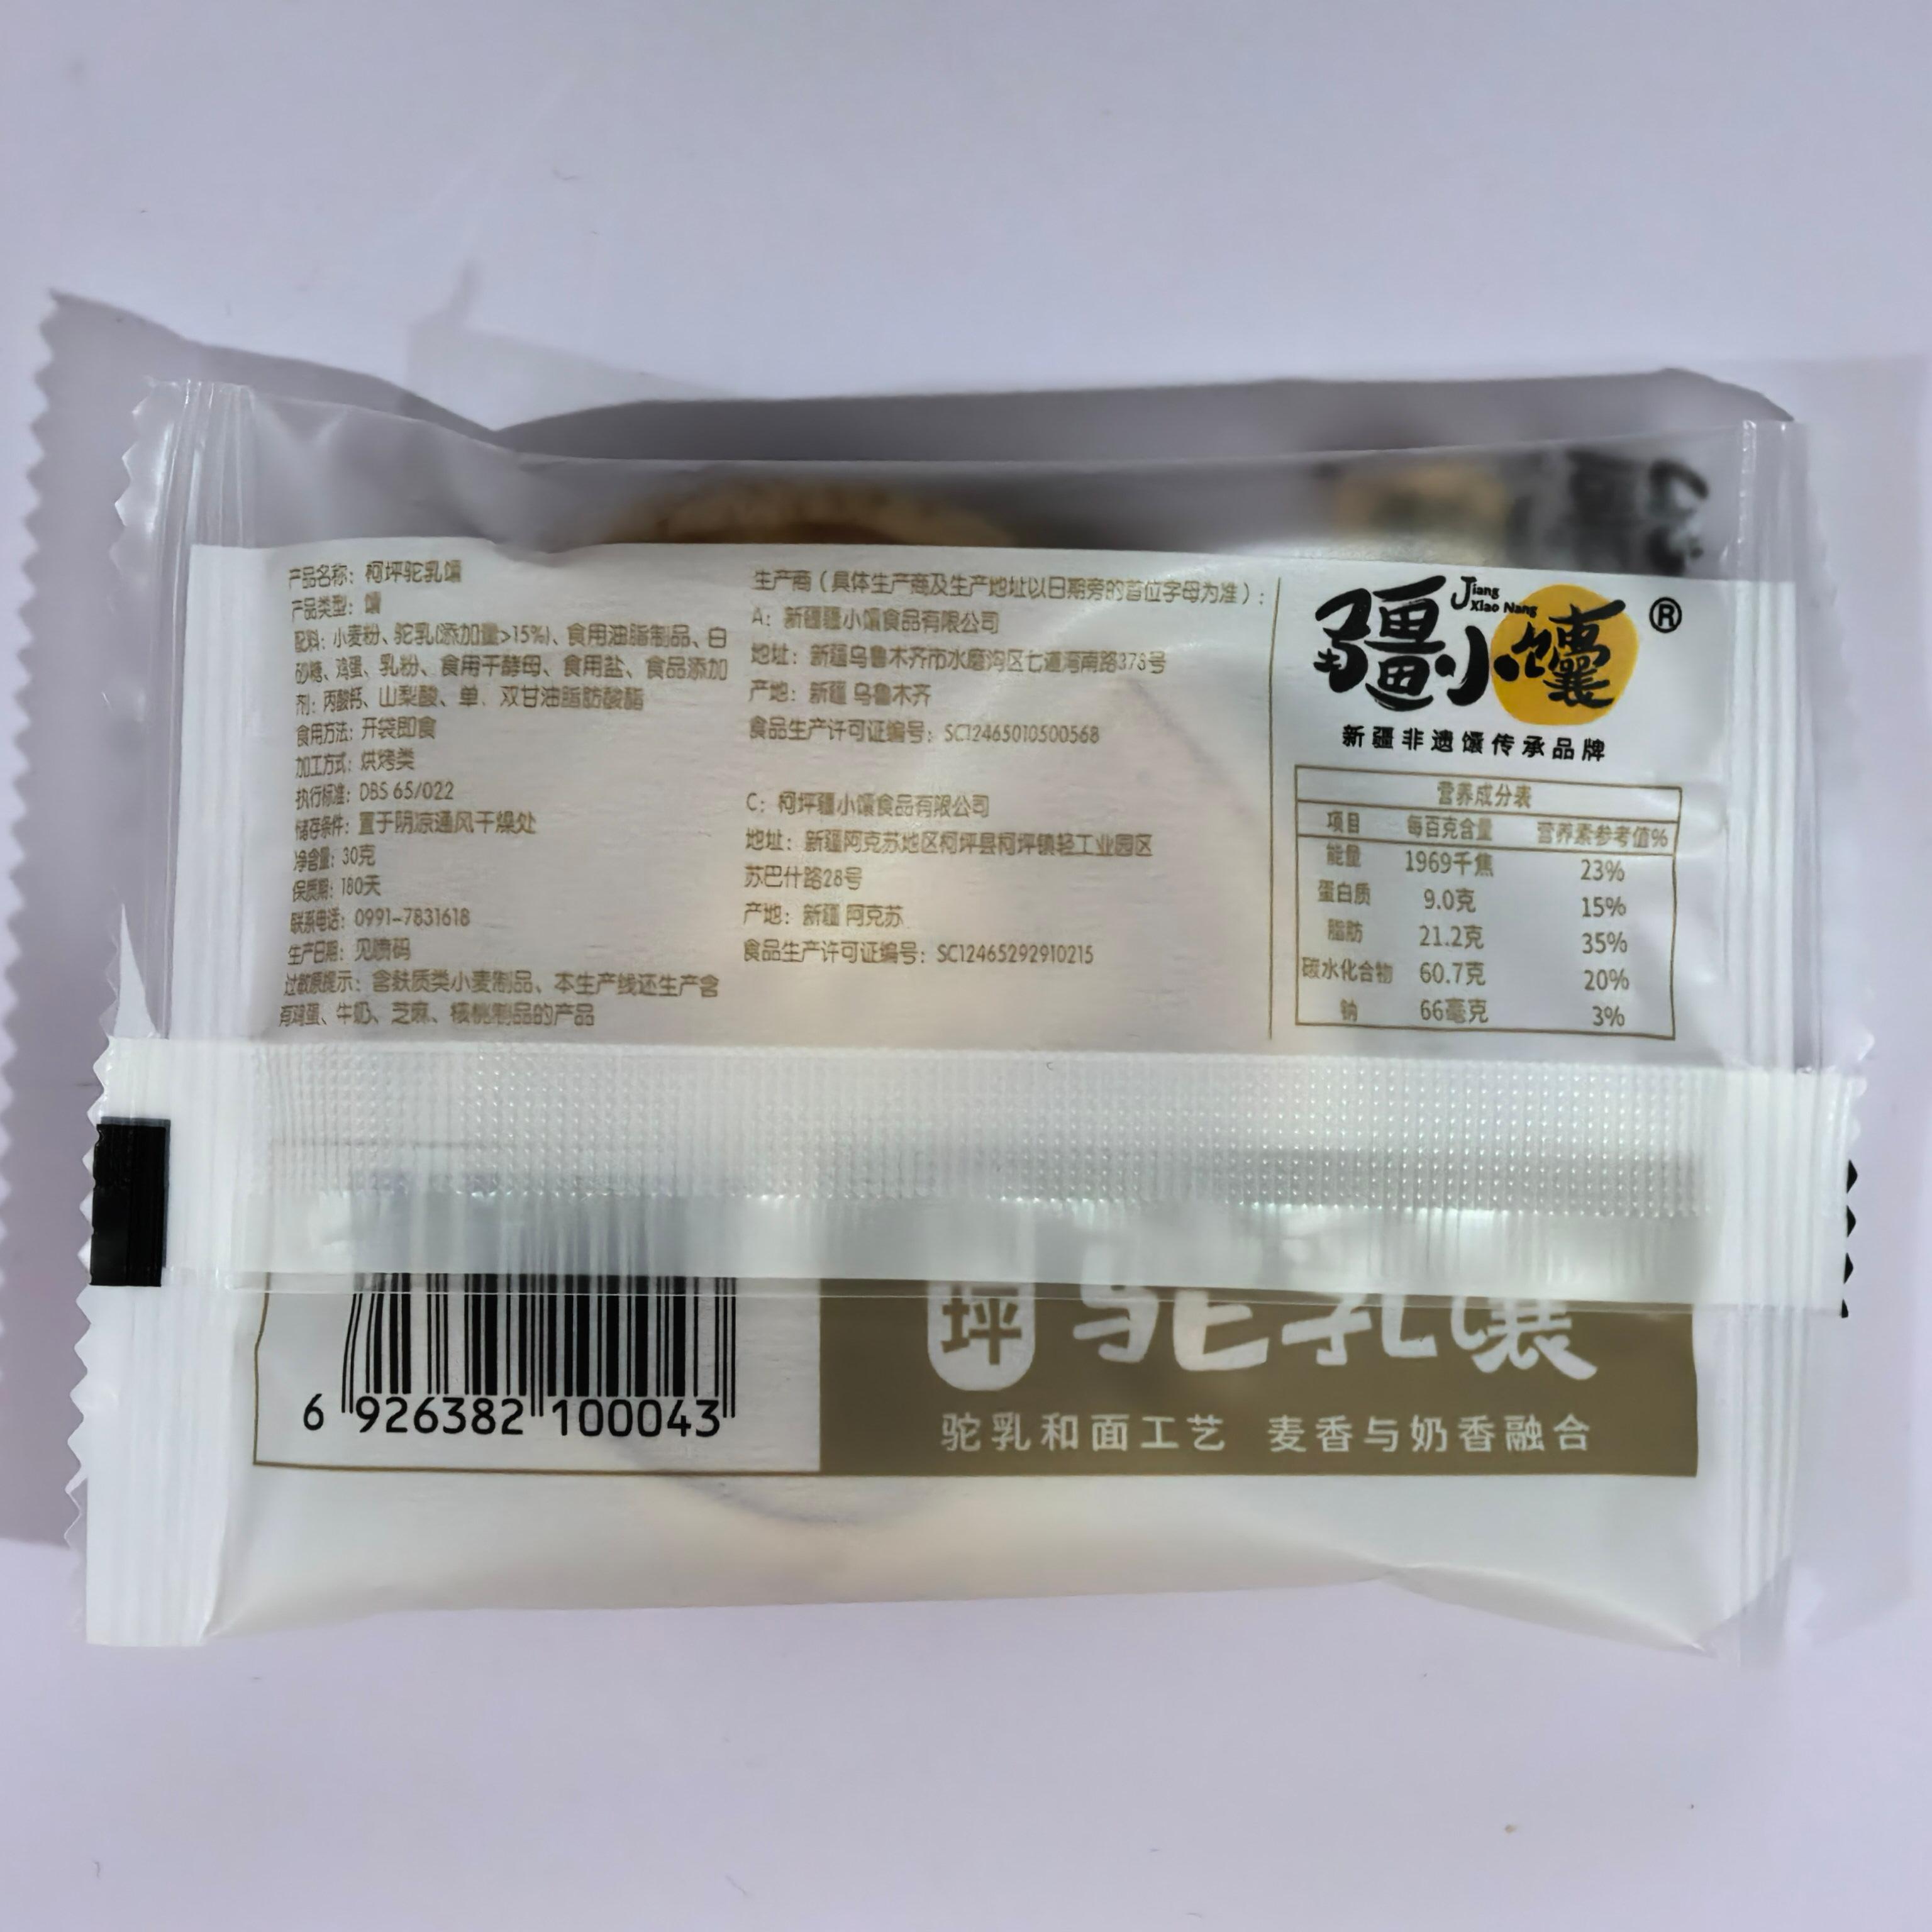 产品名称：柯坪驼乳馕
产品类型：馕
配料：小麦粉、驼乳(添加量>15%)、食用油脂制品、白
砂糖、鸡蛋、乳粉、食用干酵母、食用盐、食品添加
剂：丙酸钙、山梨酸、单，双甘油脂肪酸酯
食用方法：开袋即食
加工方式：烘烤类
执行标准：DBS 65/022
储存条件：置于阴凉通风干燥处
净含量：30克
保质期：180天
联系电话：0991-7831618
生产日期：见喷码
过敏原提示：含麸质类小麦制品、本生产线还生产含
有鸡蛋、牛奶、芝麻、核桃制品的产品
生产商（具体生产商及生产地址以日期旁的首位字母为准）：
A：新疆疆小馕食品有限公司
地址：新疆乌鲁木齐市水磨沟区七道湾南路373号
产地：新疆 乌鲁木齐
食品生产许可证编号：SC12465010500568
C：柯坪疆小馕食品有限公司
地址：新疆阿克苏地区柯坪县柯坪镇轻工业园区
苏巴什路28号
产地：新疆 阿克苏
食品生产许可证编号：SC12465292910215
疆小馕
Jiang
Xiao Nang
®
新疆非遗馕传承品牌
营养成分表
项目 每百克含量 营养素参考值%
能量 1969千焦 23%
蛋白质 9.0克 15%
脂肪 21.2克 35%
碳水化合物 60.7克 20%
钠 66毫克 3%
6 926382 100043
坪 驼乳馕
驼乳和面工艺 麦香与奶香融合